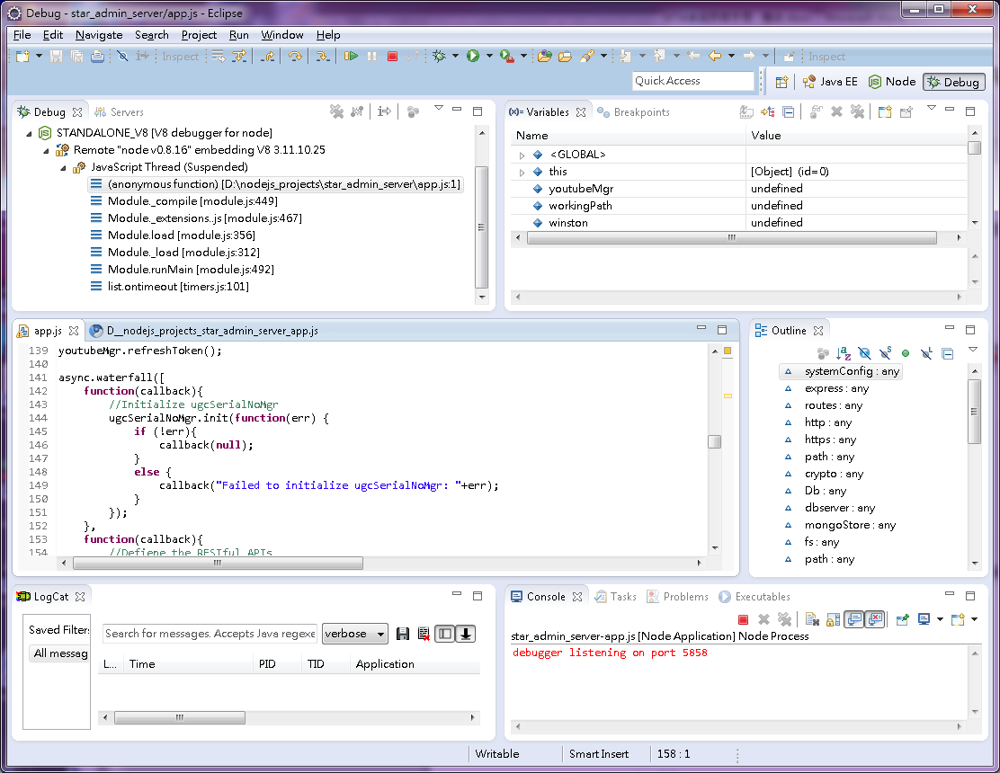 Debug - star_admin_server/app.js - Eclipse
File Edit Navigate Search Project Run Window Help
Inspect Inspect
Quick Access Java EE Node Debug
Debug Servers
STANDALONE_V8 [V8 debugger for node]
Remote "node v0.8.16" embedding V8 3.11.10.25
JavaScript Thread (Suspended)
(anonymous function) [D:\nodejs_projects\star_admin_server\app.js:1]
Module._compile [module.js:449]
Module._extensions..js [module.js:467]
Module.load [module.js:356]
Module._load [module.js:312]
Module.runMain [module.js:492]
list.ontimeout [timers.js:101]
Variables Breakpoints
Name Value
<GLOBAL>
this [Object] (id=0)
youtubeMgr undefined
workingPath undefined
winston undefined
app.js D__nodejs_projects_star_admin_server_app.js
139 youtubeMgr.refreshToken();
140
141 async.waterfall([
142 function(callback){
143 //Initialize ugcSerialNoMgr
144 ugcSerialNoMgr.init(function(err) {
145 if (!err){
146 callback(null);
147 }
148 else {
149 callback("Failed to initialize ugcSerialNoMgr: "+err);
150 }
151 });
152 },
153 function(callback){
154 //Defiene the RESTful APIs
Outline
systemConfig : any
express : any
routes : any
http : any
https : any
path : any
crypto : any
Db : any
dbserver : any
mongoStore : any
fs : any
path : any
LogCat
Saved Filters
All messag
Search for messages. Accepts Java regexe verbose
L... Time PID TID Application
Console Tasks Problems Executables
star_admin_server-app.js [Node Application] Node Process
debugger listening on port 5858
Writable Smart Insert 158 : 1